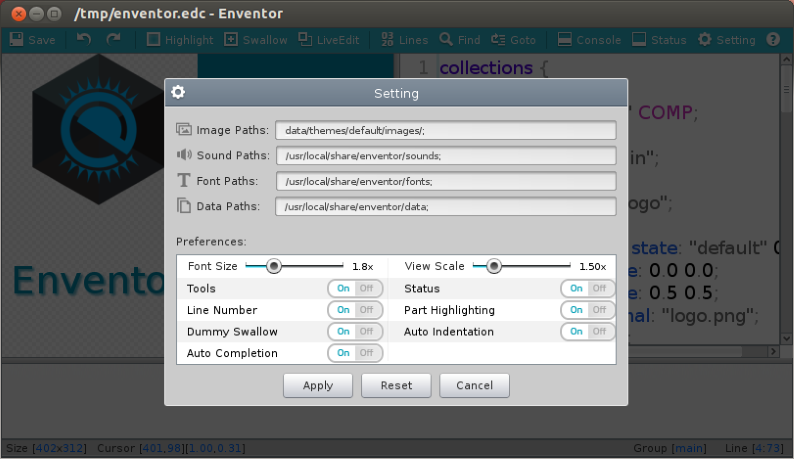 /tmp/enventor.edc - Enventor
Save Highlight Swallow LiveEdit 03 20 Lines Find Goto Console Status Setting ?
1 collections {
" COMP;
in";
ogo";
state: "default" 0
e: 0.0 0.0;
e: 0.5 0.5;
nal: "logo.png";
Envento
Setting
Image Paths: data/themes/default/images/;
Sound Paths: /usr/local/share/enventor/sounds;
Font Paths: /usr/local/share/enventor/fonts;
Data Paths: /usr/local/share/enventor/data;
Preferences:
Font Size 1.8x View Scale 1.50x
Tools On Off Status On Off
Line Number On Off Part Highlighting On Off
Dummy Swallow On Off Auto Indentation On Off
Auto Completion On Off
Apply Reset Cancel
Size [402x312] Cursor [401,98][1.00,0.31] Group [main] Line [4:73]